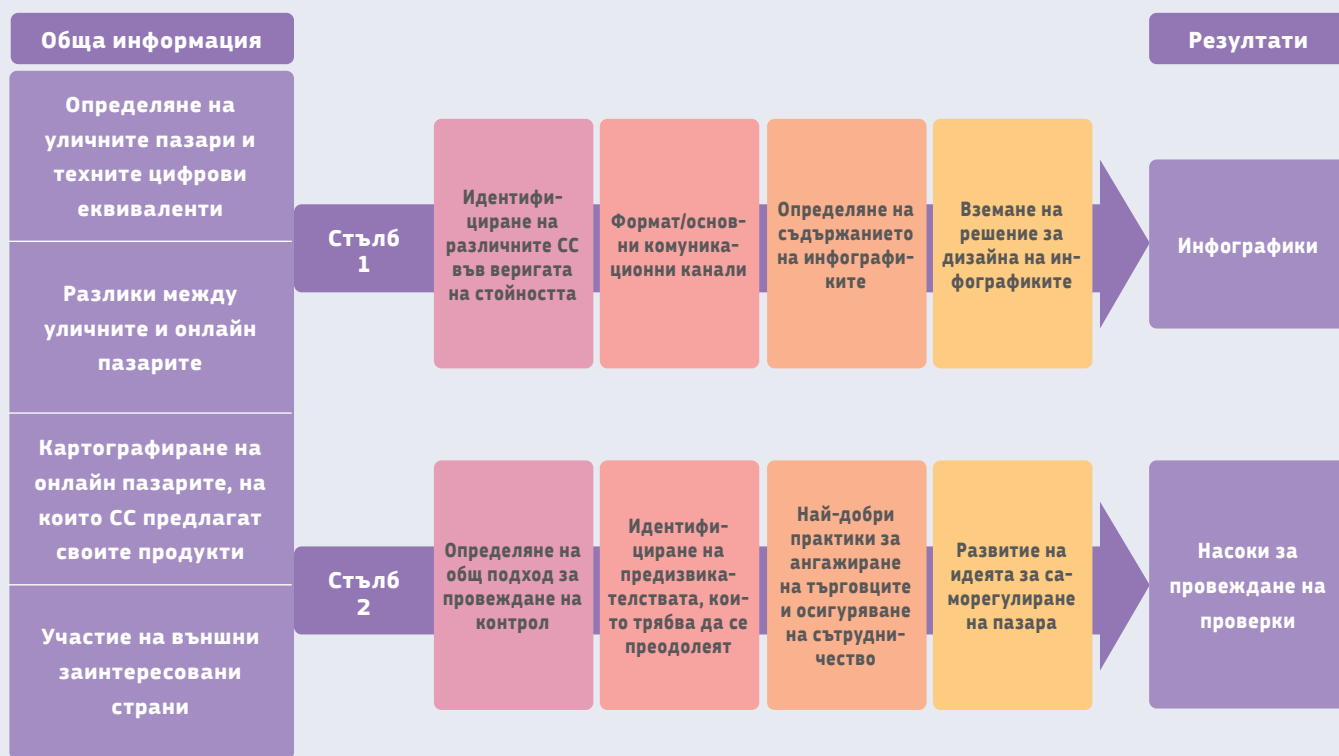 Обща информация
Определяне на
уличните пазари и
техните цифрови
еквиваленти
Разлики между
уличните и онлайн
пазарите
Картографиране на
онлайн пазарите, на
които СС предлагат
своите продукти
Участие на външни
заинтересовани
страни
Стълб
1
Идентифи-
циране на
различните СС
във веригата
на стойността
Формат/основ-
ни комуника-
ционни канали
Определяне на
съдържанието
на инфографи-
ките
Вземане на
решение за
дизайна на ин-
фографиките
Стълб
2
Определяне на
общ подход за
провеждане на
контрол
Идентифи-
циране на
предизвика-
телствата, кои-
то трябва да се
преодолеят
Най-добри
практики за
ангажиране
на търговците
и осигуряване
на сътрудни-
чество
Развитие на
идеята за са-
морегулиране
на пазара
Резултати
Инфографики
Насоки за
провеждане на
проверки